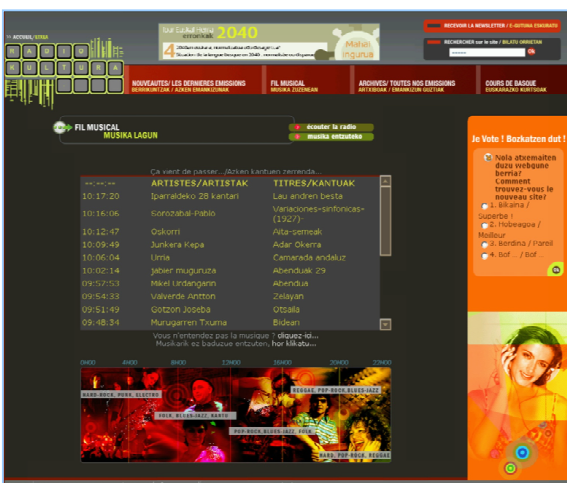 ACCUEIL/
RADIO
KULTURA
2040
4
Mahai
ingurua
RECEVOIR LA NEWSLETTER /
RECHERCHER sur le site / BILATU ORRIETAN
Ok
NOUVEAUTES/ LES DERNIERES EMISSIONS
BERRIKUNTZAK / AZKEN EMANKIZUNAK
FIL MUSICAL
MUSIKA ZUZENEAN
ARCHIVES/ TOUTES NOS EMISSIONS
ARTXIBOAK / EMANKIZUN GUZTIAK
COURS DE BASQUE
EUSKARAZKO KURTSOAK
FIL MUSICAL
MUSIKA LAGUN
écouter la radio
musika entzuteko
Ça vient de passer.../Azken kantuen zerrenda...
--:--:-- ARTISTES/ARTISTAK TITRES/KANTUAK
10:17:20 Iparraldeko 28 kantari Lau andren besta
10:16:06 Sorozabal-Pablo Variaciones-sinfonicas-
(1927)-
10:12:47 Oskorri Aita-semeak
10:09:49 Junkera Kepa Adar Okerra
10:06:04 Urria Camarada andaluz
10:02:14 jabier muguruza Abenduak 29
09:57:53 Mikel Urdangarin Abendua
09:54:33 Valverde Antton Zelayan
09:51:49 Gotzon Joseba Otsaila
09:48:34 Murugarren Txuma Bidean
Vous n'entendez pas la musique ? cliquez-ici...
Musikarik ez baduzue entzuten, hor klikatu...
0H00 4H00 8H00 12H00 16H00 20H00 23H00
HARD-ROCK, PUNK, ELECTRO
FOLK, BLUES-JAZZ, KANTU
POP-ROCK, BLUES-JAZZ, FOLK
REGGAE, POP-ROCK, BLUES-JAZZ
HARD, POP-ROCK, REGGAE
Je Vote ! Bozkatzen dut !
Nola atxemaiten
duzu webgune
berria?
Comment
trouvez-vous le
nouveau site?
1. Bikaina /
Superbe !
2. Hobeagoa /
Meilleur
3. Berdina / Pareil
4. Bof ... / Bof ...
Ok